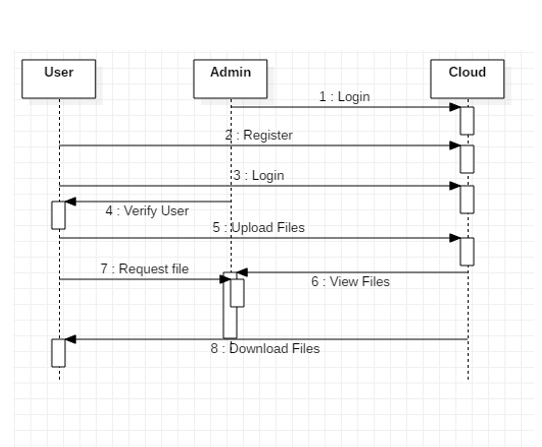 User
Admin
Cloud
1 : Login
2 : Register
3 : Login
4 : Verify User
5 : Upload Files
7 : Request file
6 : View Files
8 : Download Files